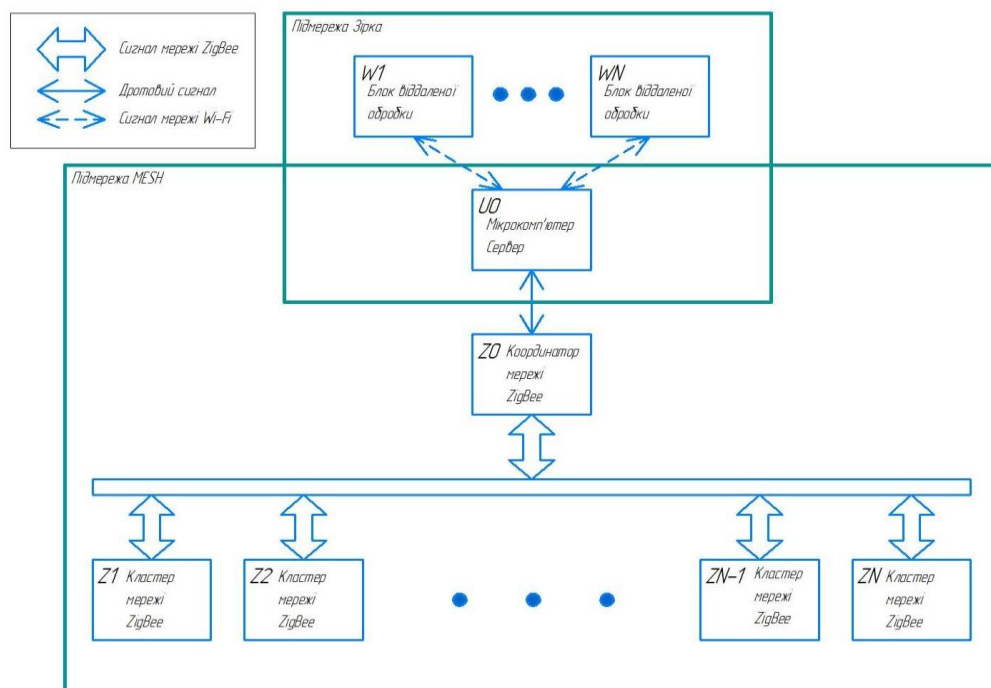 Сигнал мережі ZigBee
Дротовий сигнал
Сигнал мережі Wi-Fi
Підмережа Зірка
W1
Блок віддаленої
обробки
WN
Блок віддаленої
обробки
Підмережа MESH
U0
Мікрокомп'ютер
Сервер
Z0 Координатор
мережі
ZigBee
Z1 Кластер
мережі
ZigBee
Z2 Кластер
мережі
ZigBee
ZN-1 Кластер
мережі
ZigBee
ZN Кластер
мережі
ZigBee